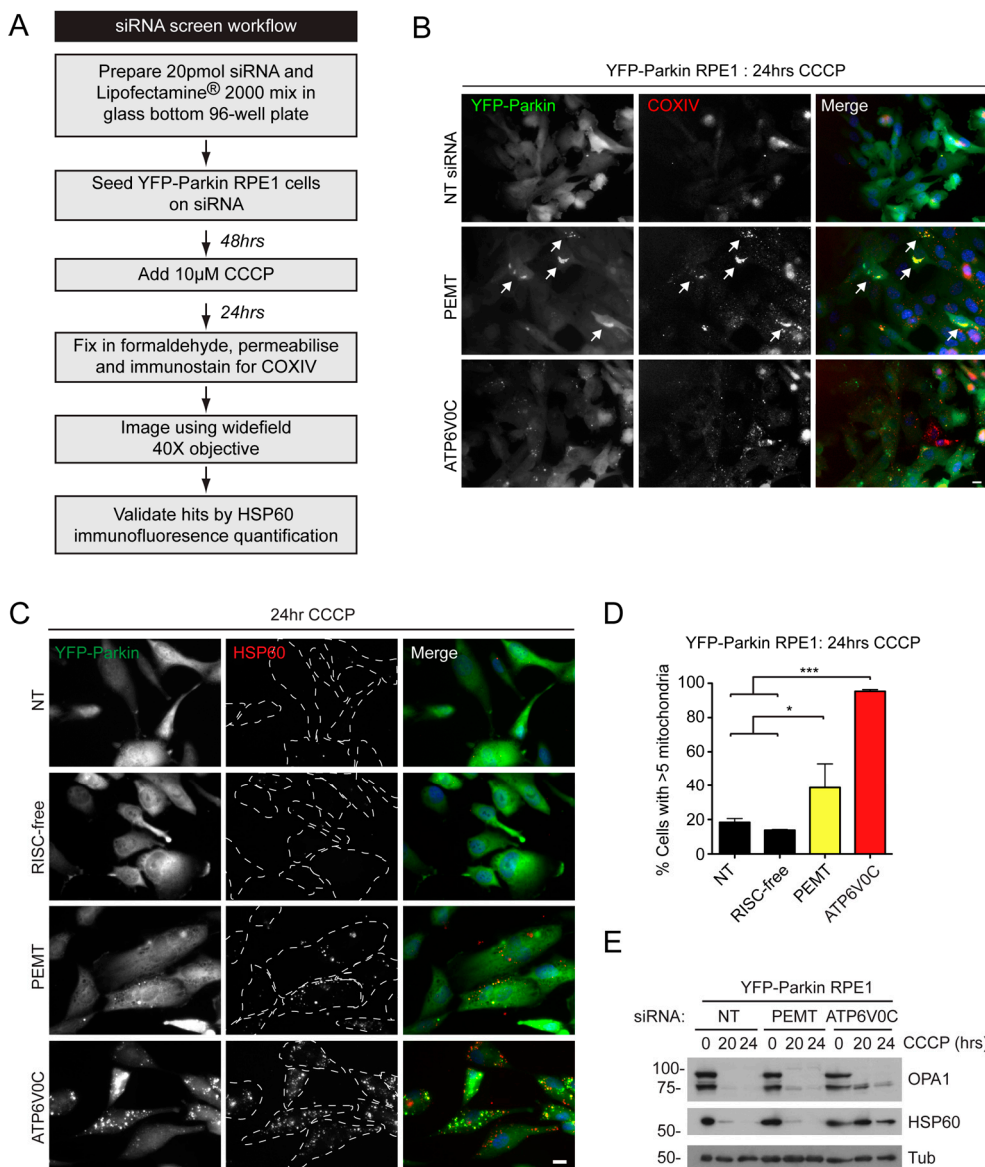 A
siRNA screen workflow
Prepare 20pmol siRNA and
Lipofectamine® 2000 mix in
glass bottom 96-well plate
Seed YFP-Parkin RPE1 cells
on siRNA
48hrs
Add 10µM CCCP
24hrs
Fix in formaldehyde, permeabilise
and immunostain for COXIV
Image using widefield
40X objective
Validate hits by HSP60
immunofluoresence quantification
B
YFP-Parkin RPE1 : 24hrs CCCP
YFP-Parkin COXIV Merge
NT siRNA
PEMT
ATP6V0C
C
24hr CCCP
YFP-Parkin HSP60 Merge
NT
RISC-free
PEMT
ATP6V0C
D
YFP-Parkin RPE1: 24hrs CCCP
% Cells with >5 mitochondria
100
80
60
40
20
0
***
*
NT RISC-free PEMT ATP6V0C
E
YFP-Parkin RPE1
siRNA: NT PEMT ATP6V0C
0 20 24 0 20 24 0 20 24 CCCP (hrs)
100-
75- OPA1
50- HSP60
50- Tub